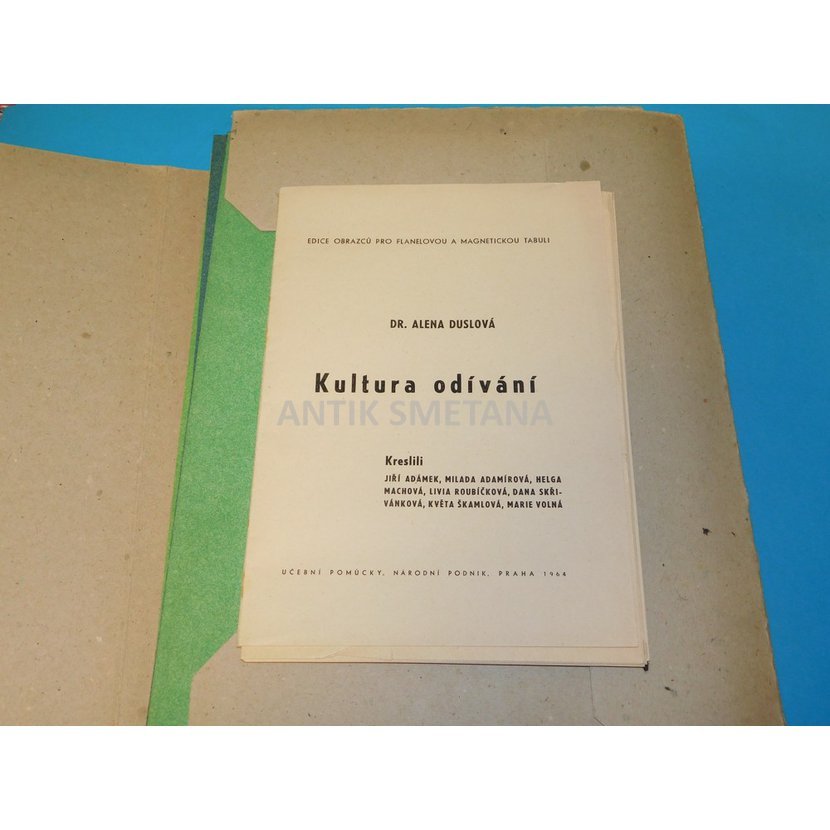 EDICE OBRAZCŮ PRO FLANELOVOU A MAGNETICKOU TABULI
DR. ALENA DUSLOVÁ
Kultura odívání
ANTIK SMETANA
Kreslili
JIŘÍ ADÁMEK, MILADA ADAMÍROVÁ, HELGA
MACHOVÁ, LIVIA ROUBÍČKOVÁ, DANA SKŘI-
VÁNKOVÁ, KVĚTA ŠKAMLOVÁ, MARIE VOLNÁ
UČEBNÍ POMŮCKY, NÁRODNÍ PODNIK, PRAHA 1964